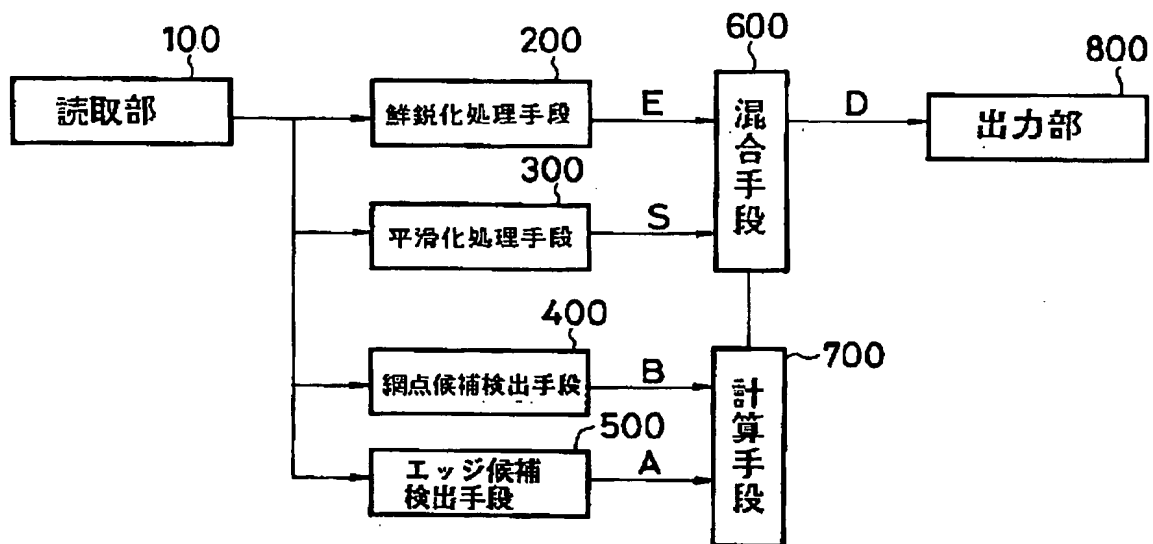 100
読取部
200
鮮鋭化処理手段
E
300
平滑化処理手段
S
400
網点候補検出手段
B
500
エッジ候補
検出手段
A
600
混合手段
D
700
計算手段
800
出力部